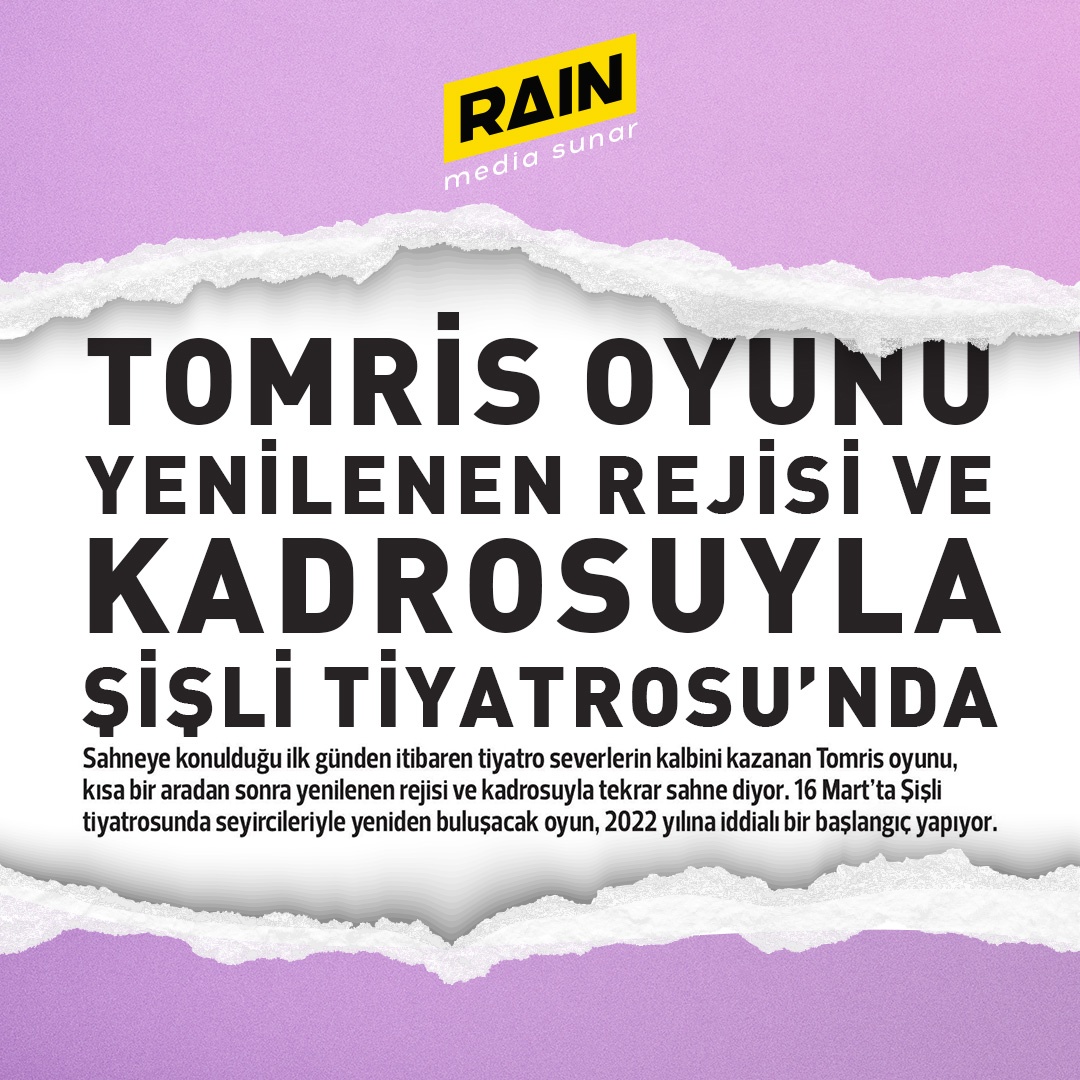 RAIN
media sunar
TOMRİS OYUNU
YENİLENEN REJİSİ VE
KADROSUYLA
ŞİŞLİ TİYATROSU'NDA
Sahneye konulduğu ilk günden itibaren tiyatro severlerin kalbini kazanan Tomris oyunu,
kısa bir aradan sonra yenilenen rejisi ve kadrosuyla tekrar sahne diyor. 16 Mart'ta Şişli
tiyatrosunda seyircileriyle yeniden buluşacak oyun, 2022 yılına iddialı bir başlangıç yapıyor.